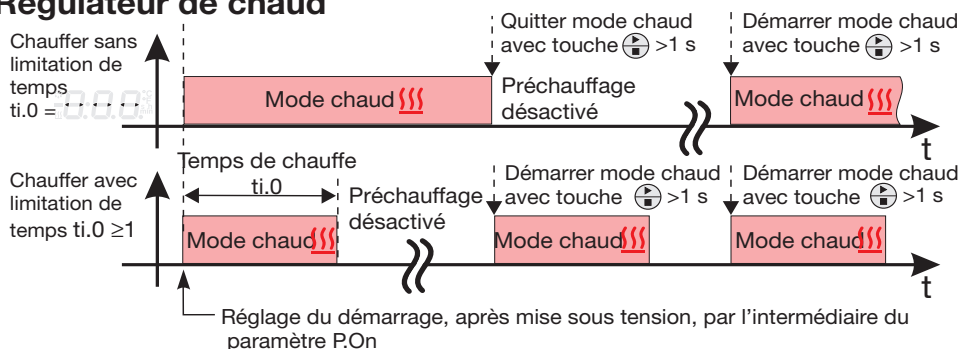 Régulateur de chaud
Chauffer sans
limitation de
temps
ti.0 =
Mode chaud
Quitter mode chaud
avec touche >1 s
Préchauffage
désactivé
Démarrer mode chaud
avec touche >1 s
Mode chaud
t
Chauffer avec
limitation de
temps ti.0 ≥1
Temps de chauffe
ti.0
Mode chaud
Préchauffage
désactivé
Démarrer mode chaud
avec touche >1 s
Mode chaud
Démarrer mode chaud
avec touche >1 s
Mode chaud
t
Réglage du démarrage, après mise sous tension, par l'intermédiaire du
paramètre P.On